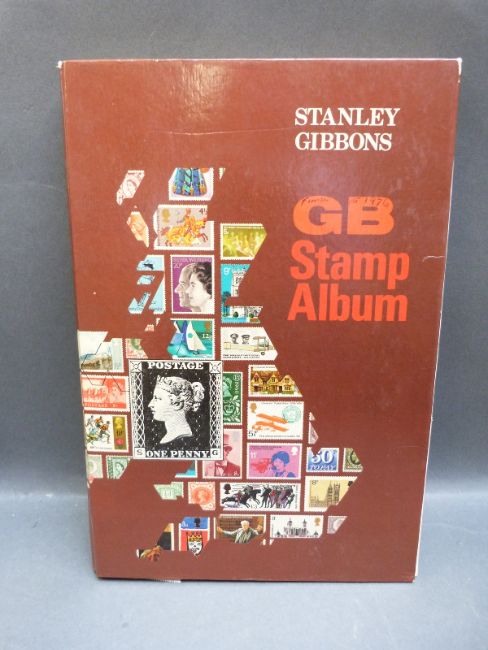 STANLEY
GIBBONS
GB
Stamp
Album
POSTAGE
S ONE PENNY G